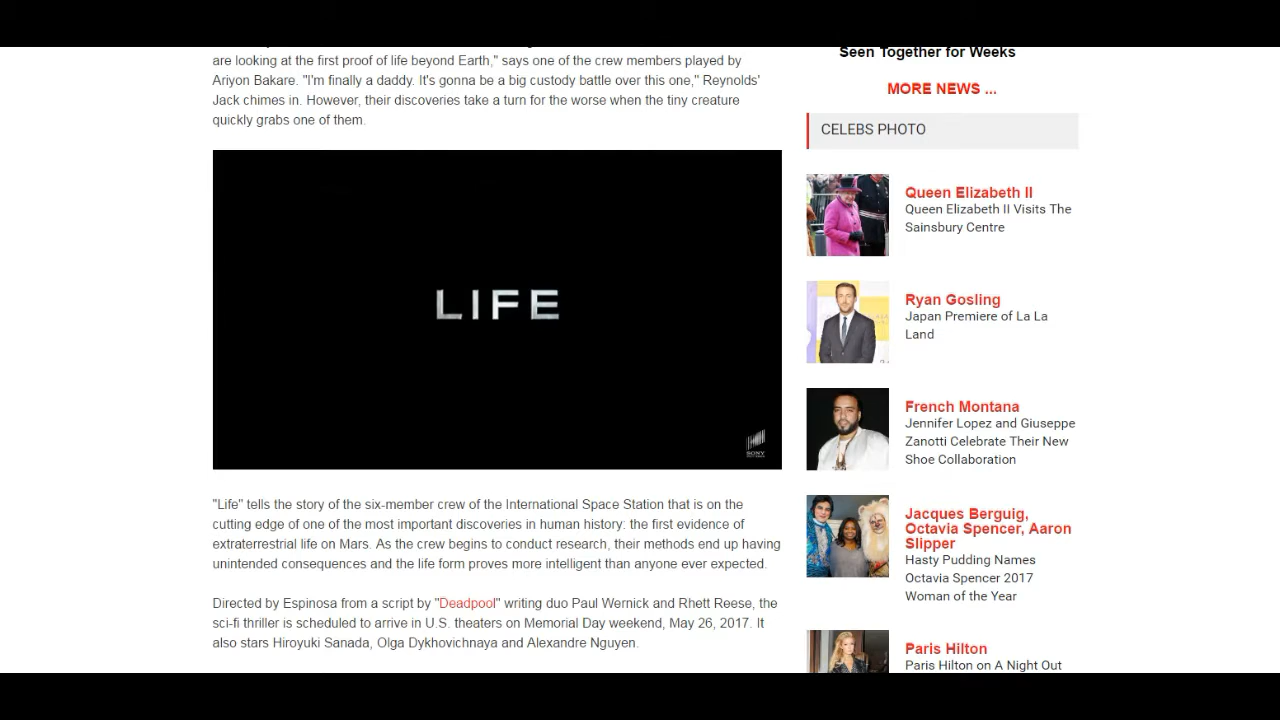 are looking at the first proof of life beyond Earth," says one of the crew members played by
Ariyon Bakare. "I'm finally a daddy. It's gonna be a big custody battle over this one," Reynolds'
Jack chimes in. However, their discoveries take a turn for the worse when the tiny creature
quickly grabs one of them.
LIFE
SONY
"Life" tells the story of the six-member crew of the International Space Station that is on the
cutting edge of one of the most important discoveries in human history: the first evidence of
extraterrestrial life on Mars. As the crew begins to conduct research, their methods end up having
unintended consequences and the life form proves more intelligent than anyone ever expected.
Directed by Espinosa from a script by "Deadpool" writing duo Paul Wernick and Rhett Reese, the
sci-fi thriller is scheduled to arrive in U.S. theaters on Memorial Day weekend, May 26, 2017. It
also stars Hiroyuki Sanada, Olga Dykhovichnaya and Alexandre Nguyen.
Seen Together for Weeks
MORE NEWS ...
CELEBS PHOTO
Queen Elizabeth II
Queen Elizabeth II Visits The
Sainsbury Centre
Ryan Gosling
Japan Premiere of La La
Land
French Montana
Jennifer Lopez and Giuseppe
Zanotti Celebrate Their New
Shoe Collaboration
Jacques Berguig,
Octavia Spencer, Aaron
Slipper
Hasty Pudding Names
Octavia Spencer 2017
Woman of the Year
Paris Hilton
Paris Hilton on A Night Out